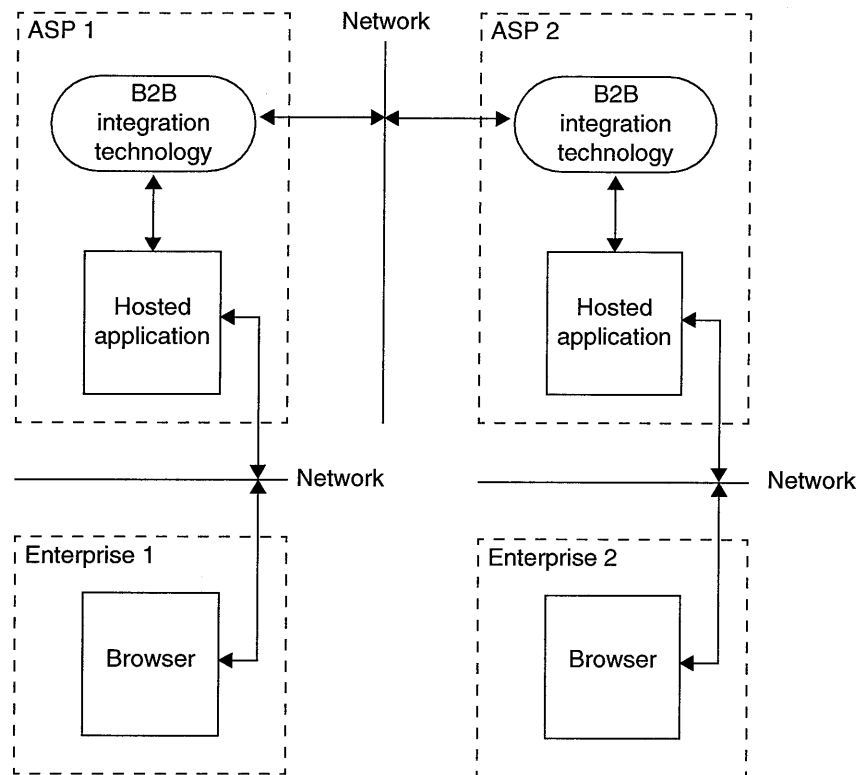 ASP 1
Network
ASP 2
B2B
integration
technology
B2B
integration
technology
Hosted
application
Hosted
application
Network
Network
Enterprise 1
Enterprise 2
Browser
Browser